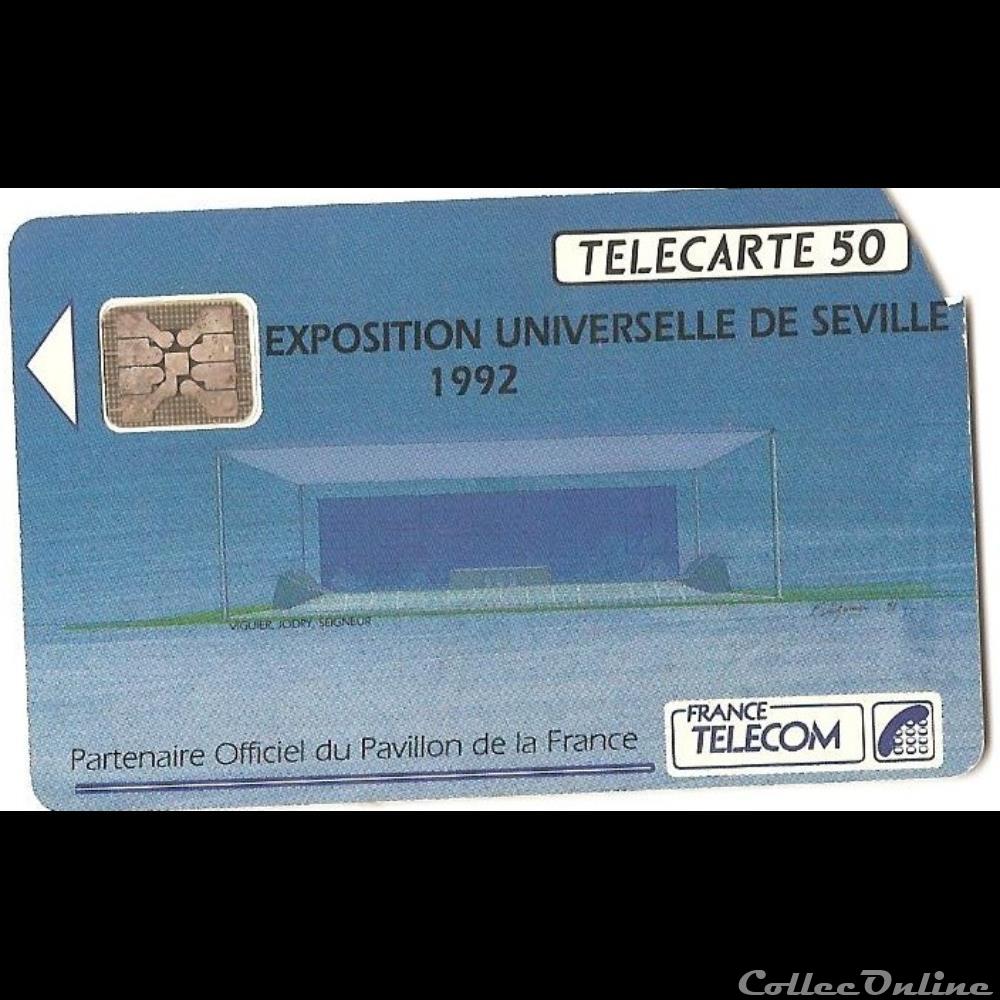 TELECARTE 50
EXPOSITION UNIVERSELLE DE SEVILLE
1992
VIGUIER, JODRY, SEIGNEUR
Partenaire Officiel du Pavillon de la France
FRANCE
TELECOM
CollecOnline